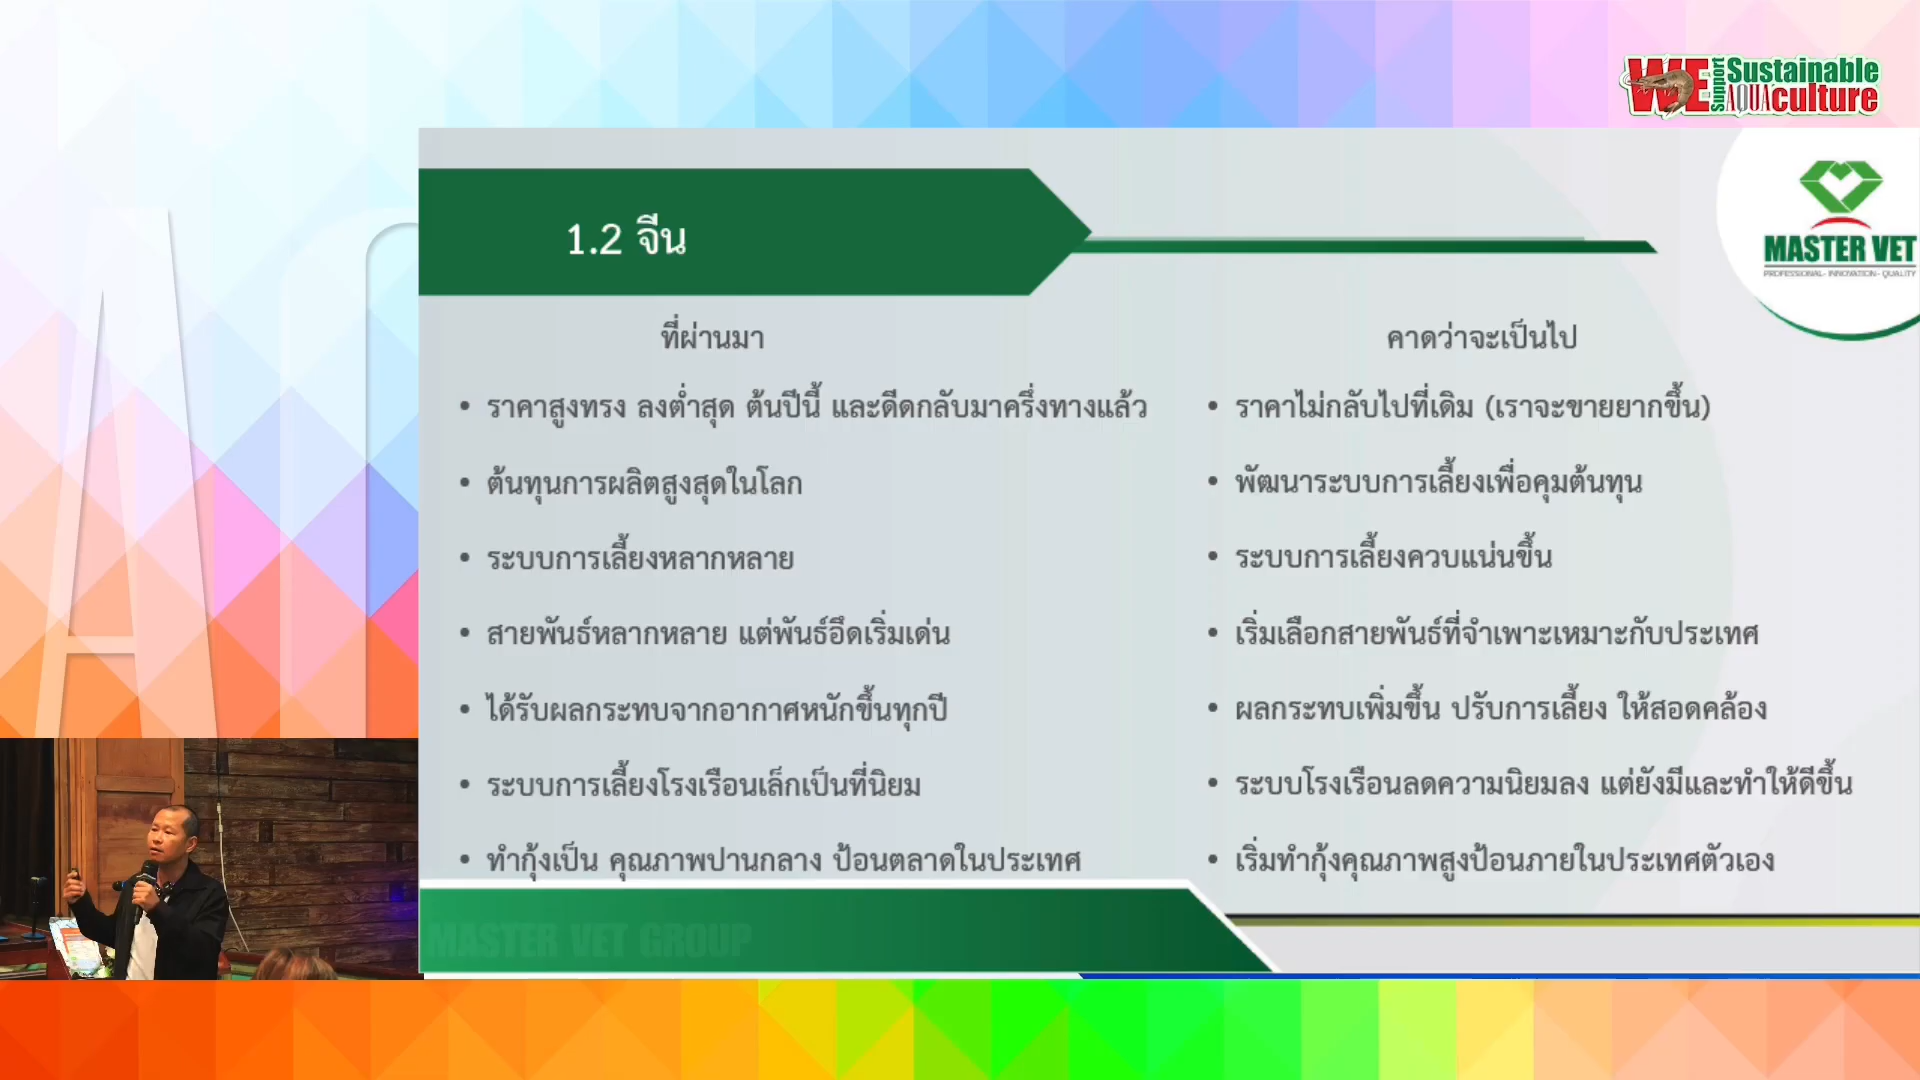 WE Support Sustainable
AQUAculture
MASTER VET
PROFESSIONAL - INNOVATION - QUALITY
1.2 จีน
ที่ผ่านมา
• ราคาสูงทรง ลงต่ำสุด ต้นปีนี้ และดีดกลับมาครึ่งทางแล้ว
• ต้นทุนการผลิตสูงสุดในโลก
• ระบบการเลี้ยงหลากหลาย
• สายพันธ์หลากหลาย แต่พันธ์อึดเริ่มเด่น
• ได้รับผลกระทบจากอากาศหนักขึ้นทุกปี
• ระบบการเลี้ยงโรงเรือนเล็กเป็นที่นิยม
• ทำกุ้งเป็น คุณภาพปานกลาง ป้อนตลาดในประเทศ
คาดว่าจะเป็นไป
• ราคาไม่กลับไปที่เดิม (เราจะขายยากขึ้น)
• พัฒนาระบบการเลี้ยงเพื่อคุมต้นทุน
• ระบบการเลี้ยงควบแน่นขึ้น
• เริ่มเลือกสายพันธ์ที่จำเพาะเหมาะกับประเทศ
• ผลกระทบเพิ่มขึ้น ปรับการเลี้ยง ให้สอดคล้อง
• ระบบโรงเรือนลดความนิยมลง แต่ยังมีและทำให้ดีขึ้น
• เริ่มทำกุ้งคุณภาพสูงป้อนภายในประเทศตัวเอง
MASTER VET GROUP